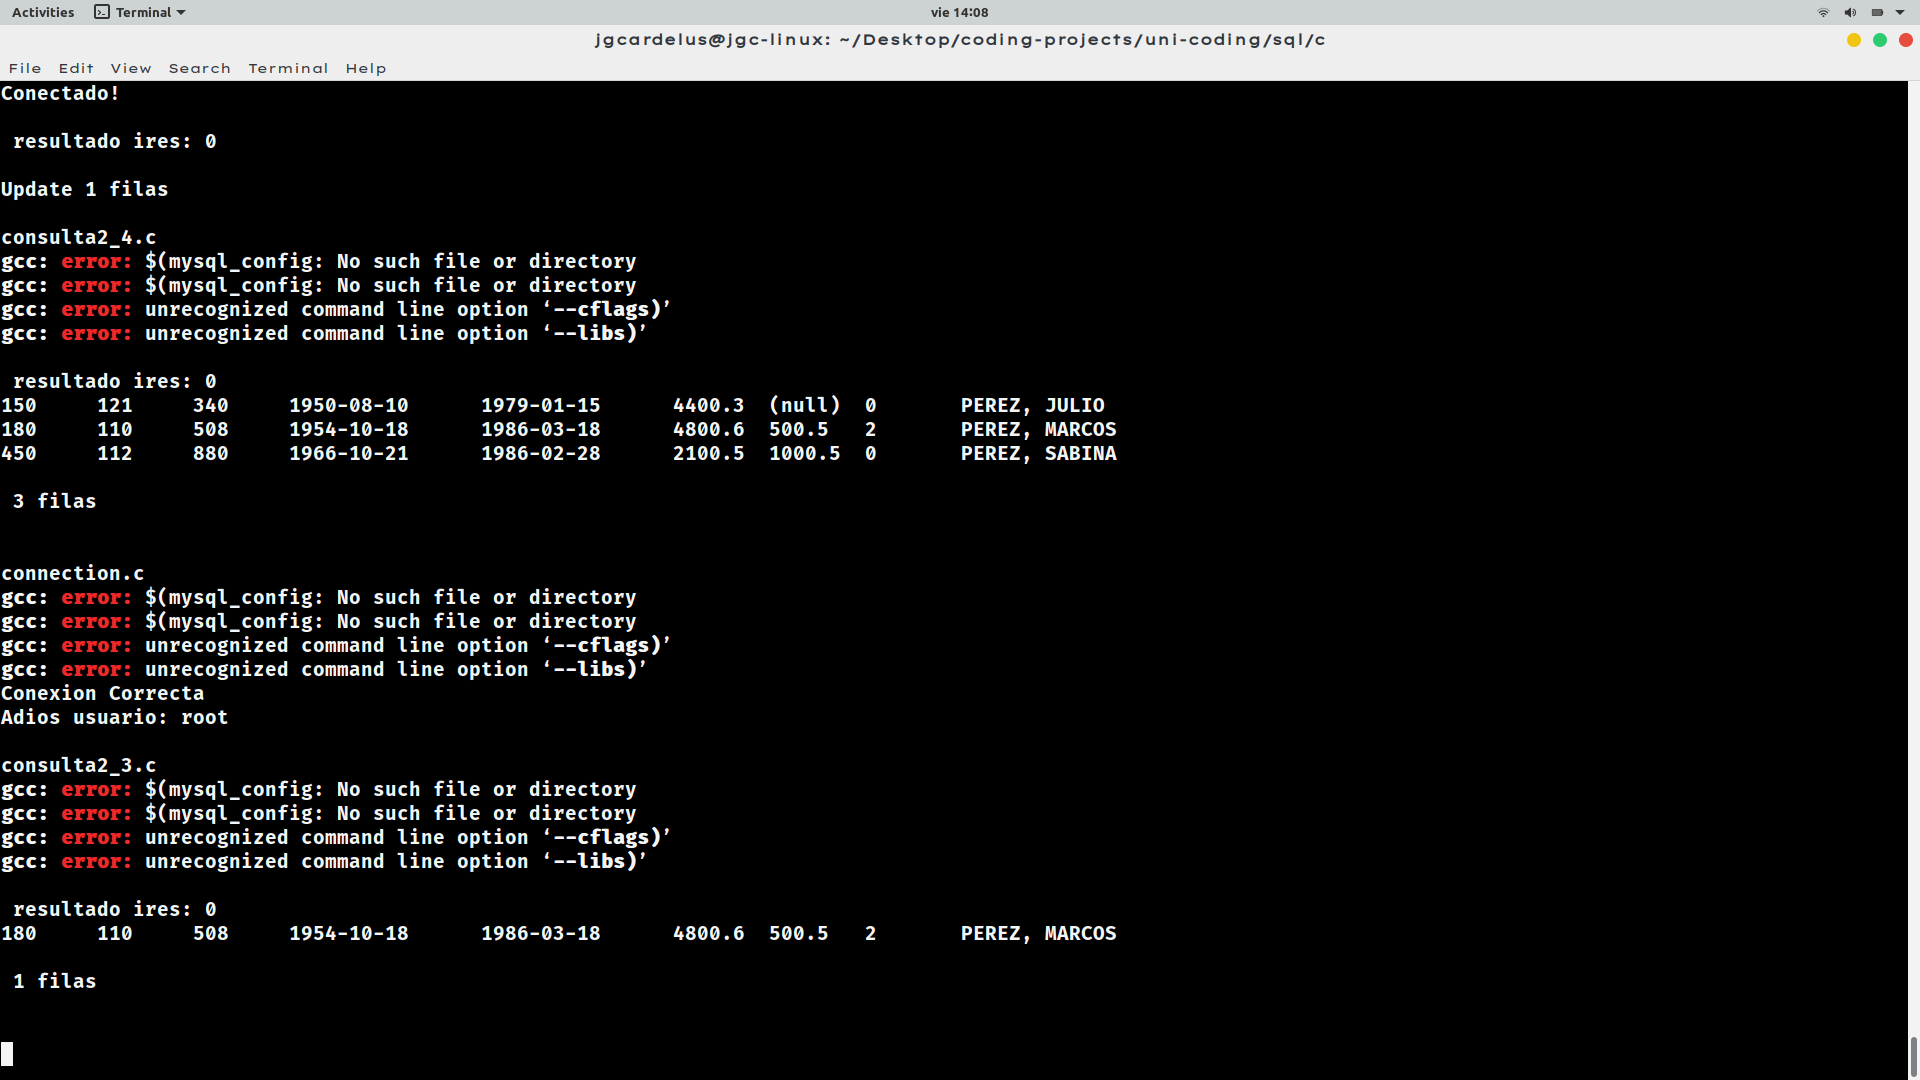 Activities Terminal vie 14:08
jgcardelus@jgc-linux: ~/Desktop/coding-projects/uni-coding/sql/c
File Edit View Search Terminal Help
Conectado!
resultado ires: 0
Update 1 filas
consulta2_4.c
gcc: error: $(mysql_config: No such file or directory
gcc: error: $(mysql_config: No such file or directory
gcc: error: unrecognized command line option ‘--cflags)’
gcc: error: unrecognized command line option ‘--libs)’
resultado ires: 0
150 121 340 1950-08-10 1979-01-15 4400.3 (null) 0 PEREZ, JULIO
180 110 508 1954-10-18 1986-03-18 4800.6 500.5 2 PEREZ, MARCOS
450 112 880 1966-10-21 1986-02-28 2100.5 1000.5 0 PEREZ, SABINA
3 filas
connection.c
gcc: error: $(mysql_config: No such file or directory
gcc: error: $(mysql_config: No such file or directory
gcc: error: unrecognized command line option ‘--cflags)’
gcc: error: unrecognized command line option ‘--libs)’
Conexion Correcta
Adios usuario: root
consulta2_3.c
gcc: error: $(mysql_config: No such file or directory
gcc: error: $(mysql_config: No such file or directory
gcc: error: unrecognized command line option ‘--cflags)’
gcc: error: unrecognized command line option ‘--libs)’
resultado ires: 0
180 110 508 1954-10-18 1986-03-18 4800.6 500.5 2 PEREZ, MARCOS
1 filas